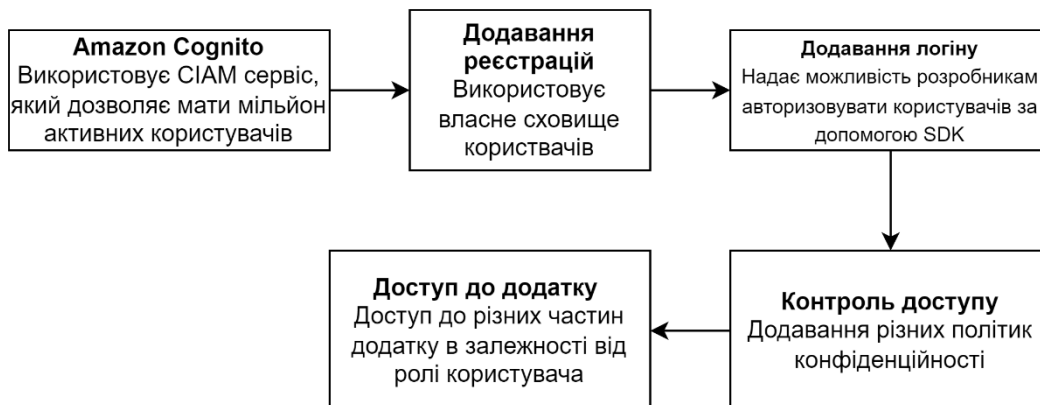 Amazon Cognito
Використовує CIAM сервіс,
який дозволяє мати мільйон
активних користувачів
Додавання
реєстрацій
Використовує
власне сховище
користвачів
Додавання логіну
Надає можливість розробникам
авторизовувати користувачів за
допомогою SDK
Контроль доступу
Додавання різних політик
конфіденційності
Доступ до додатку
Доступ до різних частин
додатку в залежності від
ролі користувача